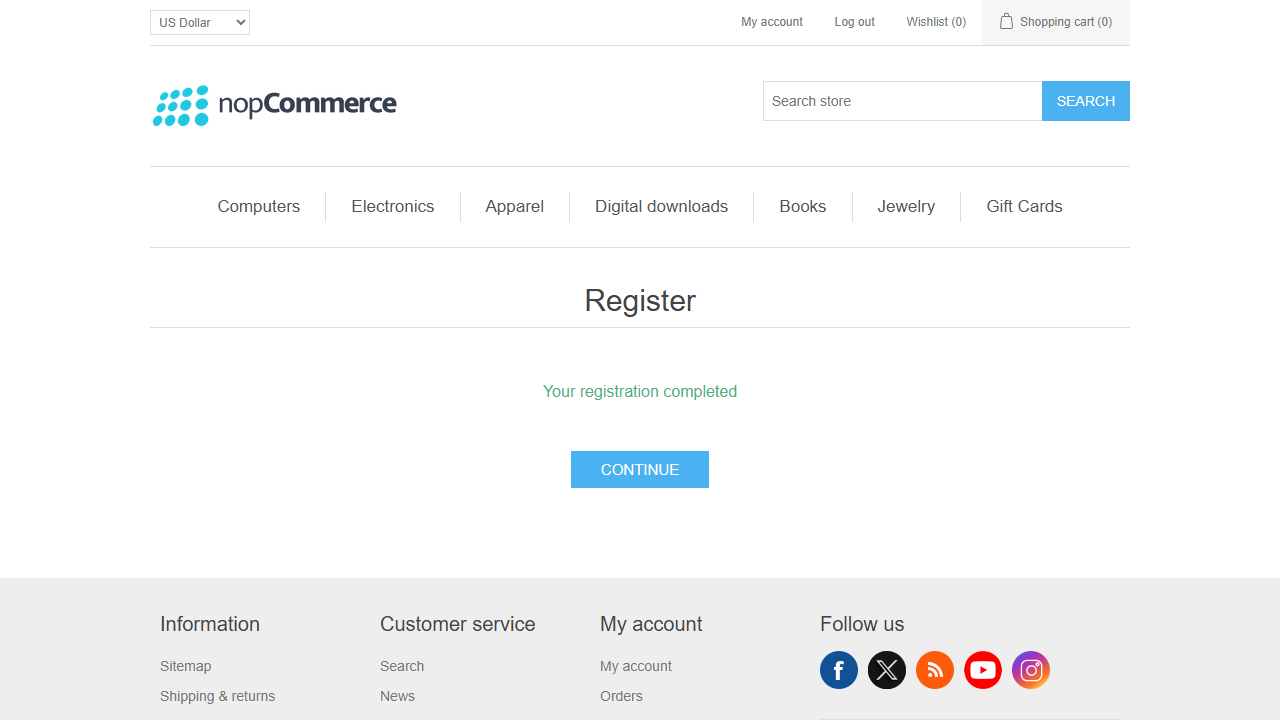 US Dollar
My account
Log out
Wishlist (0)
Shopping cart (0)
nopCommerce
Search store
SEARCH
Computers
Electronics
Apparel
Digital downloads
Books
Jewelry
Gift Cards
Register
Your registration completed
CONTINUE
Information
Customer service
My account
Follow us
Sitemap
Search
My account
Shipping & returns
News
Orders